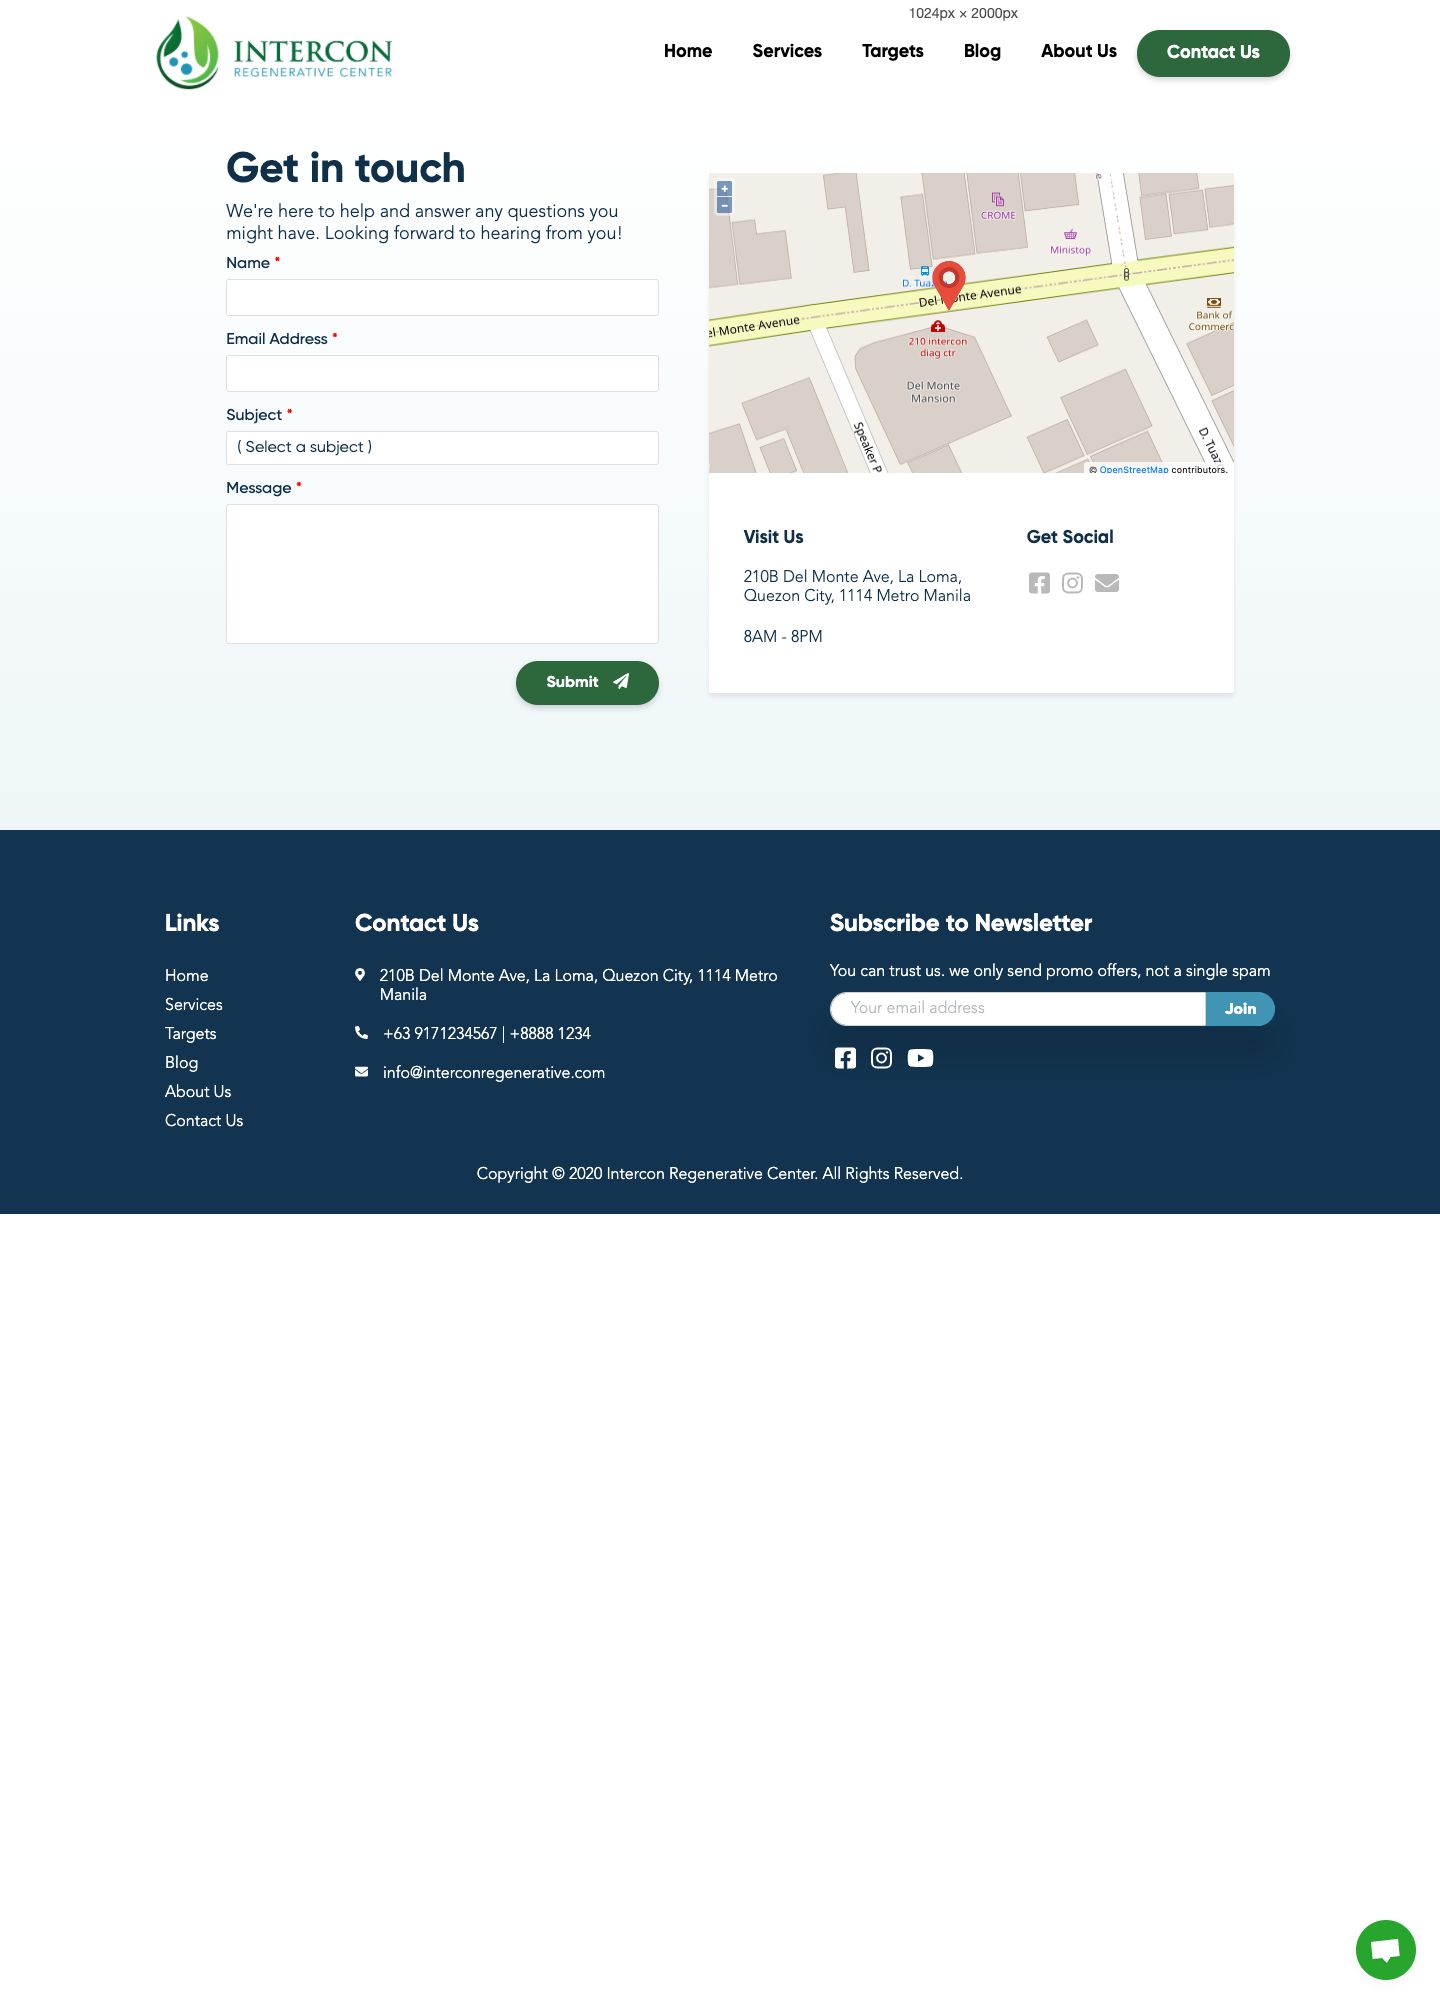 1024px × 2000px
INTERCON
REGENERATIVE CENTER
Home Services Targets Blog About Us Contact Us
Get in touch
We're here to help and answer any questions you
might have. Looking forward to hearing from you!
Name *
Email Address *
Subject *
( Select a subject )
Message *
Submit
+
−
CROME
Ministop
Del Monte Avenue
Bank of
210 intercon
diag ctr
Del Monte
Mansion
Speaker P
© OpenStreetMap contributors.
Visit Us
210B Del Monte Ave, La Loma,
Quezon City, 1114 Metro Manila
8AM - 8PM
Get Social
Links
Home
Services
Targets
Blog
About Us
Contact Us
Contact Us
210B Del Monte Ave, La Loma, Quezon City, 1114 Metro
Manila
+63 9171234567 | +8888 1234
info@interconregenerative.com
Subscribe to Newsletter
You can trust us. we only send promo offers, not a single spam
Your email address
Join
Copyright © 2020 Intercon Regenerative Center. All Rights Reserved.